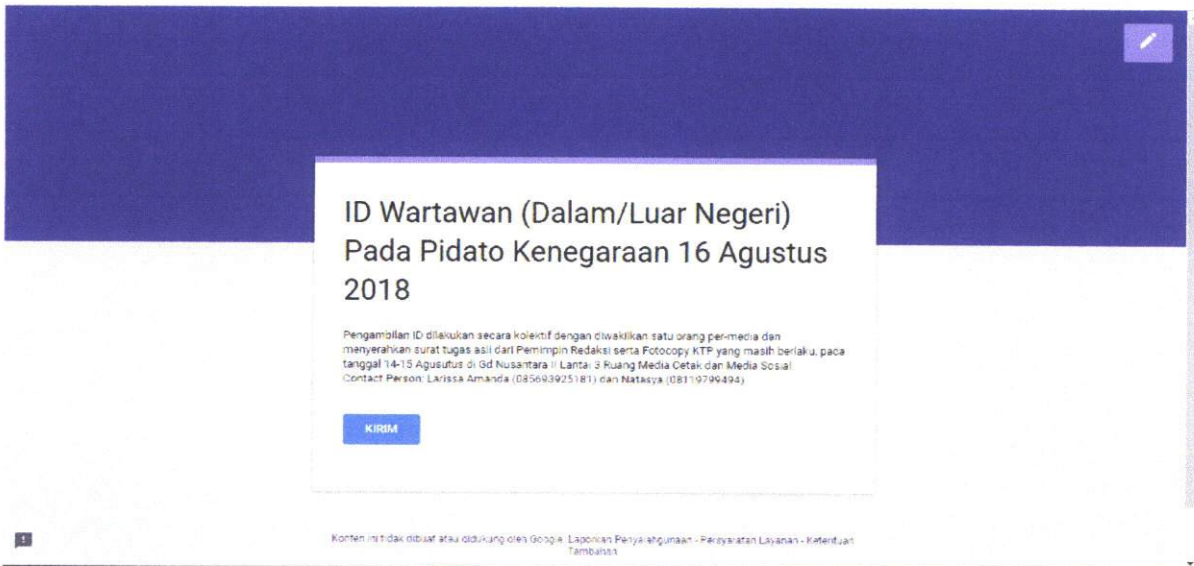 ID Wartawan (Dalam/Luar Negeri)
Pada Pidato Kenegaraan 16 Agustus
2018
Pengambilan ID dilakukan secara kolektif dengan diwakilkan satu orang per-media dan
menyerahkan surat tugas asli dari Pemimpin Redaksi serta Fotocopy KTP yang masih berlaku, pada
tanggal 14-15 Agusutus di Gd Nusantara II Lantai 3 Ruang Media Cetak dan Media Sosial.
Contact Person: Larissa Amanda (085693925181) dan Natasya (08119799494)
KIRIM
Konten ini tidak dibuat atau didukung oleh Google. Laporkan Penyalahgunaan - Persyaratan Layanan - Ketentuan
Tambahan